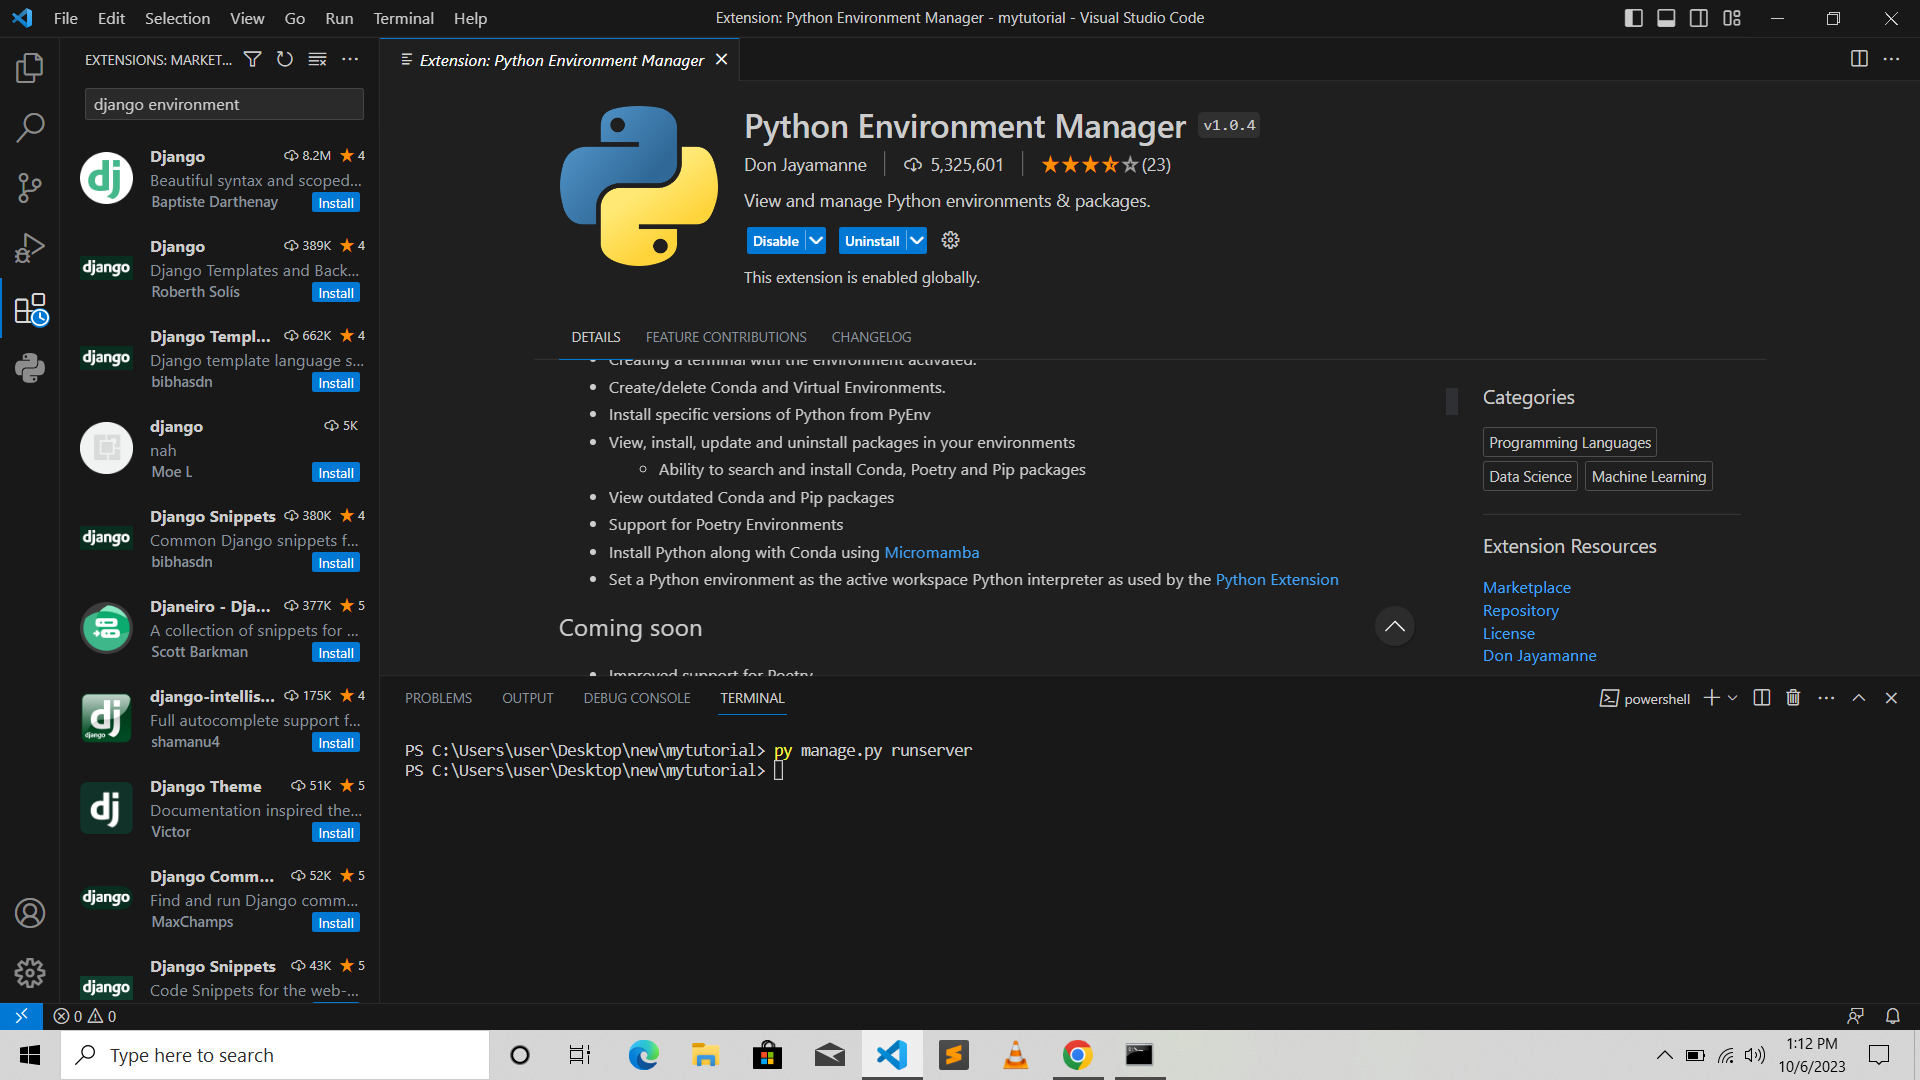 File Edit Selection View Go Run Terminal Help
Extension: Python Environment Manager - mytutorial - Visual Studio Code
EXTENSIONS: MARKET...
django environment
Django 8.2M 4
Beautiful syntax and scoped...
Baptiste Darthenay Install
Django 389K 4
Django Templates and Back...
Roberth Solís Install
Django Templ... 662K 4
Django template language s...
bibhasdn Install
django 5K
nah
Moe L Install
Django Snippets 380K 4
Common Django snippets f...
bibhasdn Install
Djaneiro - Dja... 377K 5
A collection of snippets for ...
Scott Barkman Install
django-intellis... 175K 4
Full autocomplete support f...
shamanu4 Install
Django Theme 51K 5
Documentation inspired the...
Victor Install
Django Comm... 52K 5
Find and run Django comm...
MaxChamps Install
Django Snippets 43K 5
Code Snippets for the web-...
Extension: Python Environment Manager
Python Environment Manager v1.0.4
Don Jayamanne 5,325,601 (23)
View and manage Python environments & packages.
Disable Uninstall
This extension is enabled globally.
DETAILS FEATURE CONTRIBUTIONS CHANGELOG
Creating a terminal with the environment activated.
Create/delete Conda and Virtual Environments.
Install specific versions of Python from PyEnv
View, install, update and uninstall packages in your environments
Ability to search and install Conda, Poetry and Pip packages
View outdated Conda and Pip packages
Support for Poetry Environments
Install Python along with Conda using Micromamba
Set a Python environment as the active workspace Python interpreter as used by the Python Extension
Coming soon
Improved support for Poetry
Categories
Programming Languages
Data Science Machine Learning
Extension Resources
Marketplace
Repository
License
Don Jayamanne
PROBLEMS OUTPUT DEBUG CONSOLE TERMINAL
powershell
PS C:\Users\user\Desktop\new\mytutorial> py manage.py runserver
PS C:\Users\user\Desktop\new\mytutorial>
0 0
Type here to search
1:12 PM
10/6/2023